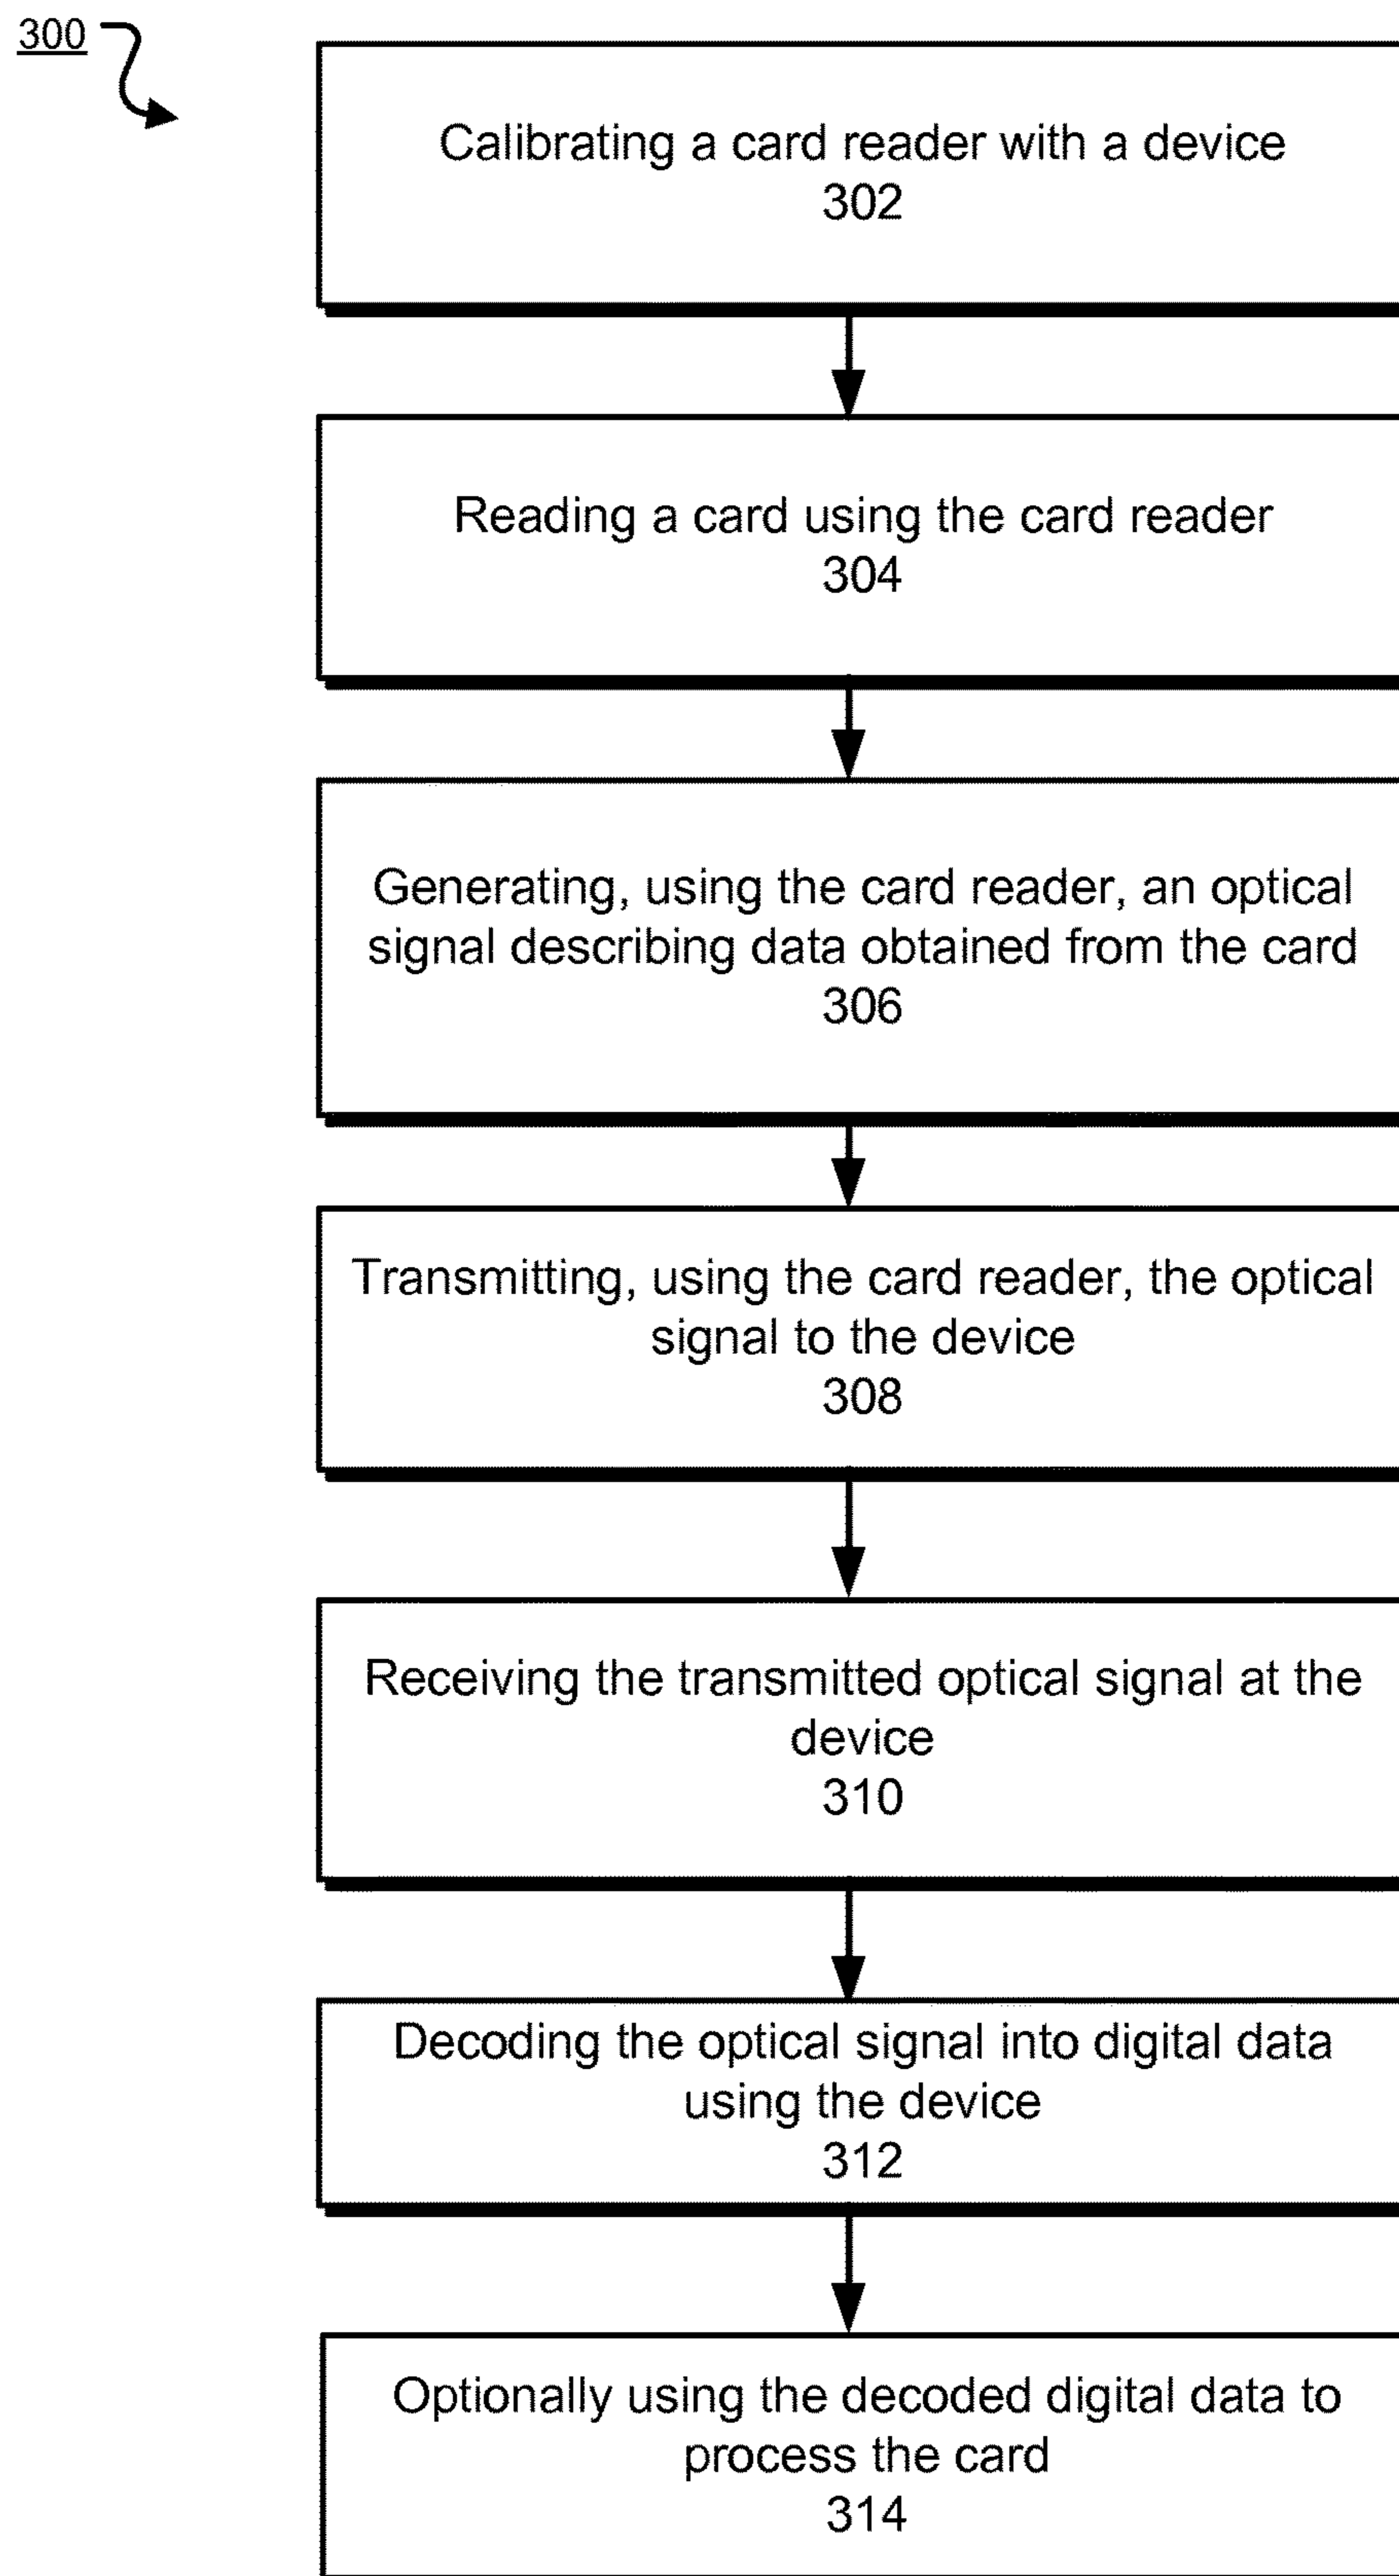 300
Calibrating a card reader with a device
302
Reading a card using the card reader
304
Generating, using the card reader, an optical
signal describing data obtained from the card
306
Transmitting, using the card reader, the optical
signal to the device
308
Receiving the transmitted optical signal at the
device
310
Decoding the optical signal into digital data
using the device
312
Optionally using the decoded digital data to
process the card
314